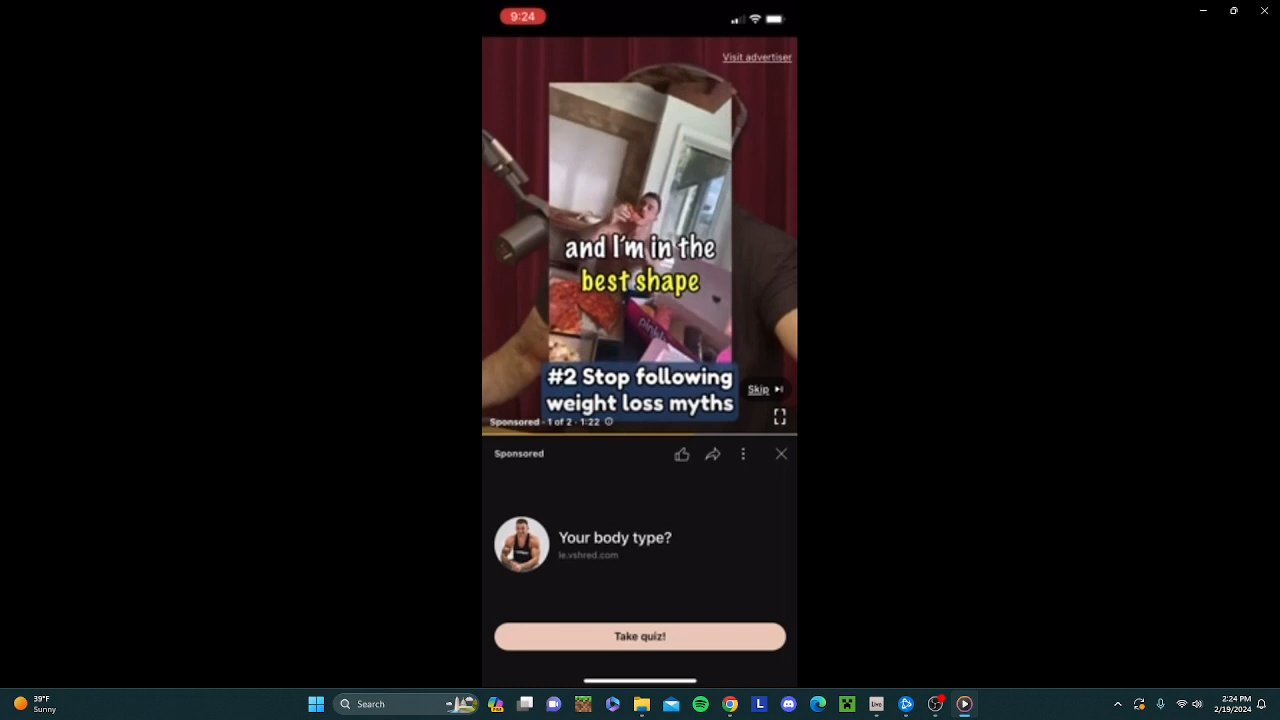 9:24
Visit advertiser
and I'm in the
best shape
#2 Stop following
weight loss myths
Skip
Sponsored · 1 of 2 · 1:22
Sponsored
Your body type?
le.vshred.com
Take quiz!
39°F
Sunny
Search
2:24 PM
2/12/2024